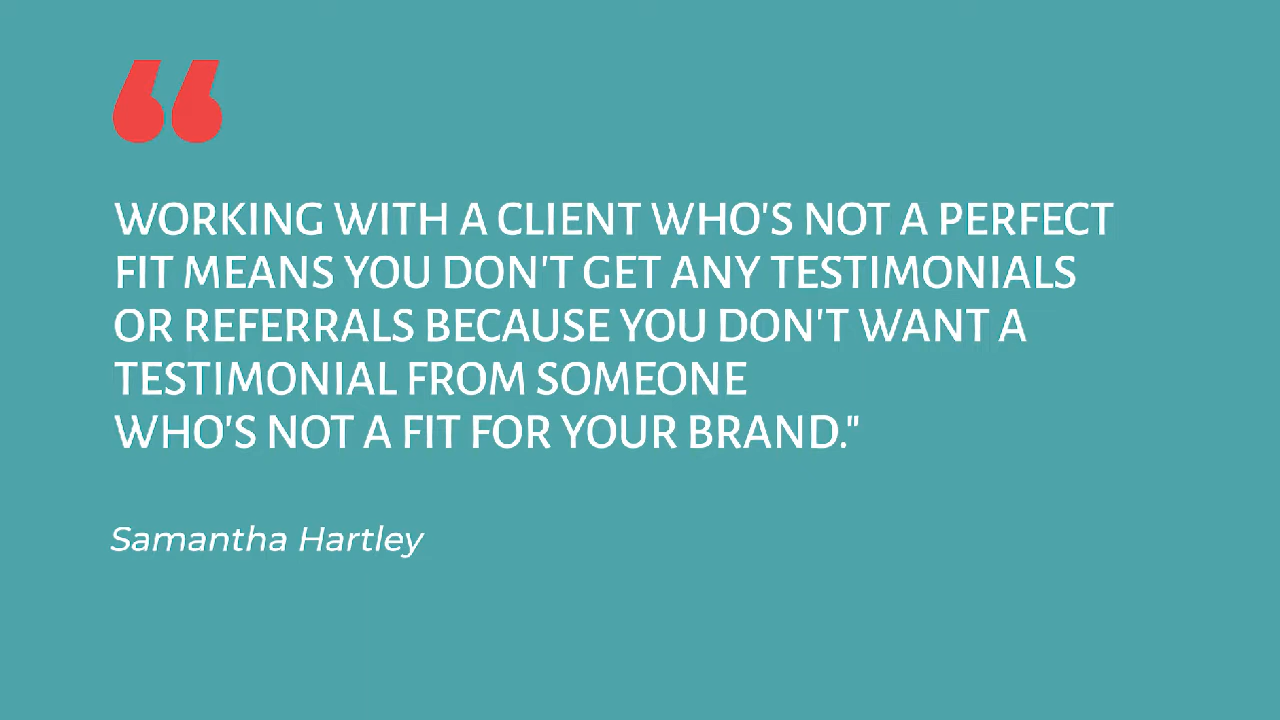 “
WORKING WITH A CLIENT WHO'S NOT A PERFECT
FIT MEANS YOU DON'T GET ANY TESTIMONIALS
OR REFERRALS BECAUSE YOU DON'T WANT A
TESTIMONIAL FROM SOMEONE
WHO'S NOT A FIT FOR YOUR BRAND."
Samantha Hartley